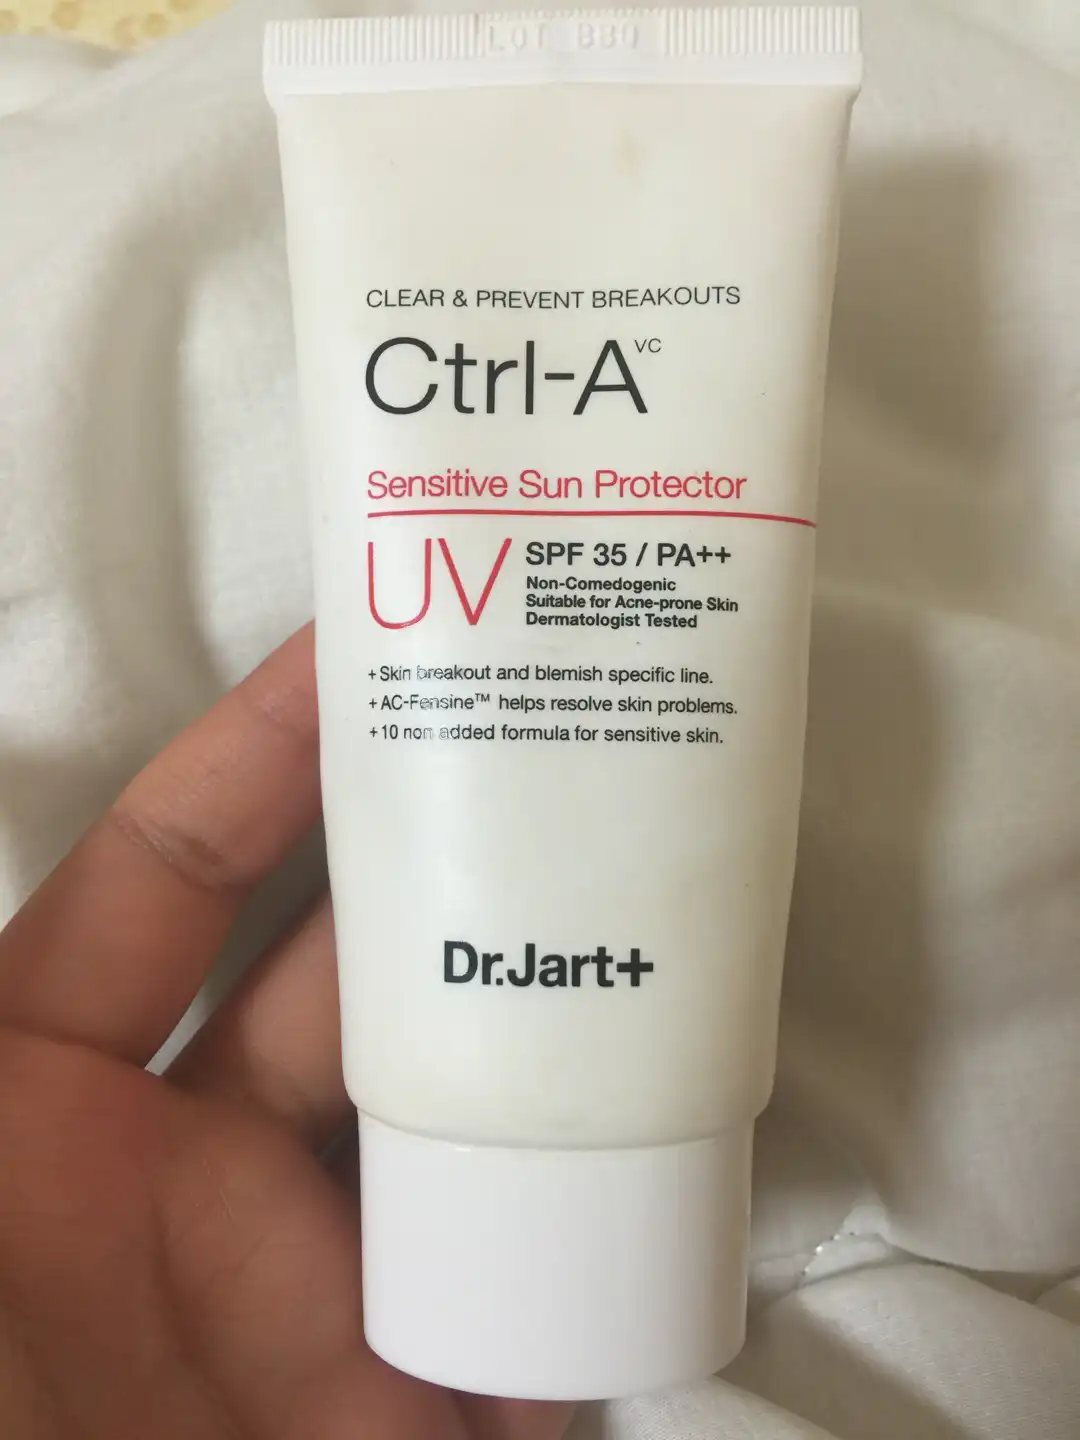 LOT 880
CLEAR & PREVENT BREAKOUTS
Ctrl-A VC
Sensitive Sun Protector
UV
SPF 35 / PA++
Non-Comedogenic
Suitable for Acne-prone Skin
Dermatologist Tested
+Skin breakout and blemish specific line.
+AC-Fensine™ helps resolve skin problems.
+10 non added formula for sensitive skin.
Dr.Jart+